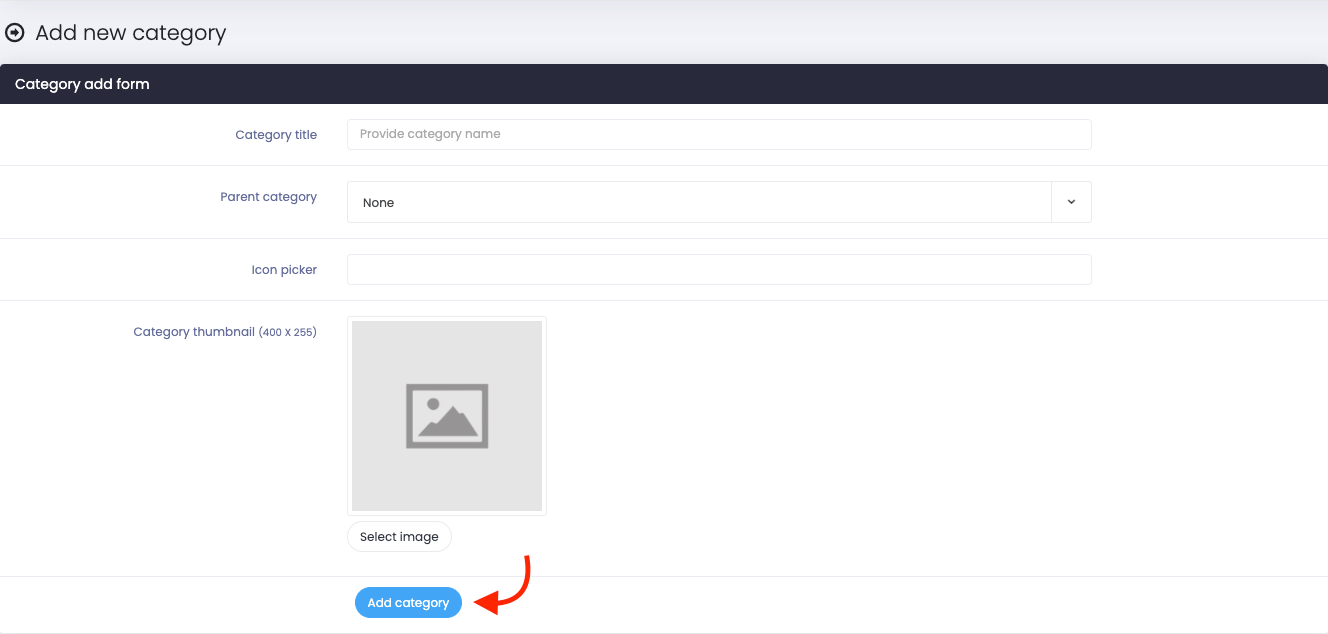 Add new category
Category add form
Category title
Provide category name
Parent category
None
Icon picker
Category thumbnail (400 X 255)
Select image
Add category